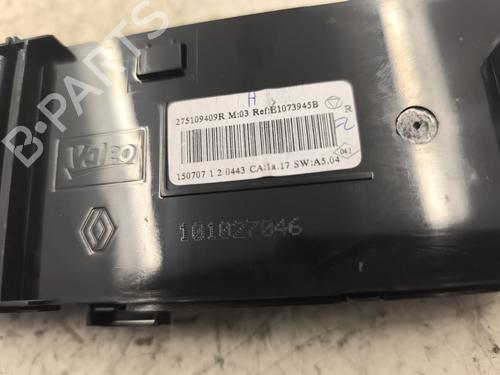 A
275109409R M:03 Ref:E1073945B
R
150707 1 2 0443 CA:1a.17 SW:A5.04
Valeo
101027046
B-PARTS